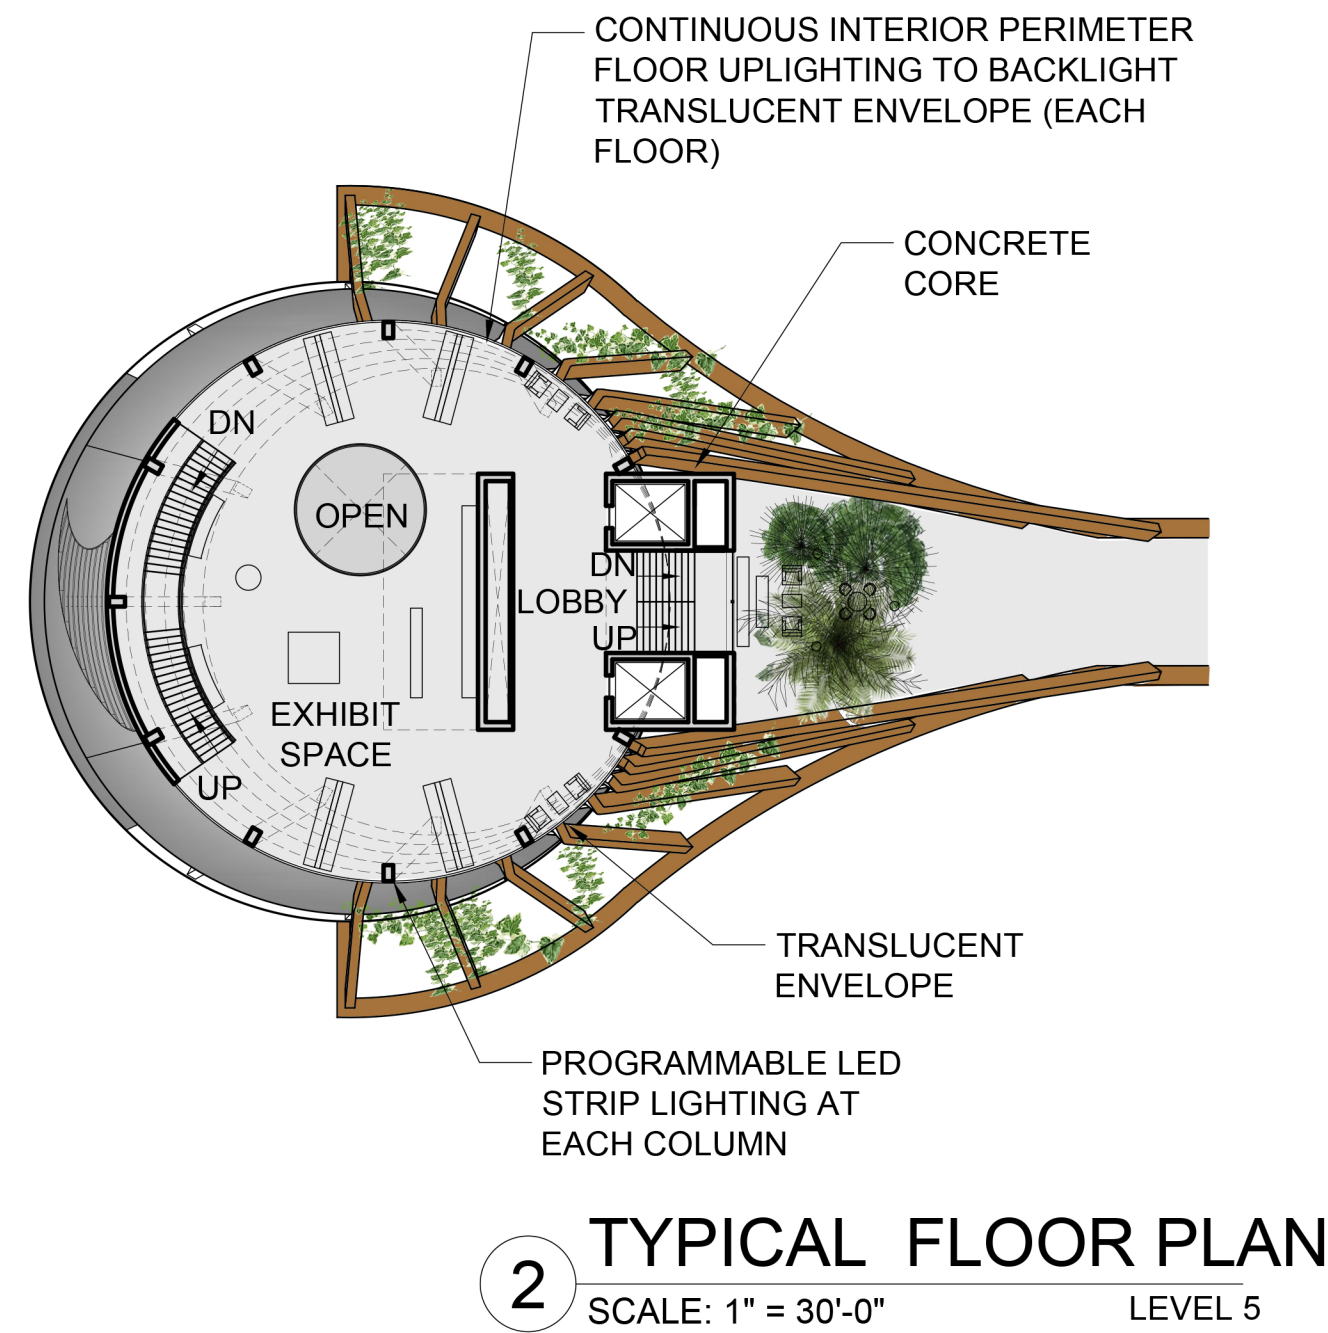 CONTINUOUS INTERIOR PERIMETER
FLOOR UPLIGHTING TO BACKLIGHT
TRANSLUCENT ENVELOPE (EACH
FLOOR)
CONCRETE
CORE
DN
OPEN
DN
LOBBY
UP
EXHIBIT
SPACE
UP
TRANSLUCENT
ENVELOPE
PROGRAMMABLE LED
STRIP LIGHTING AT
EACH COLUMN
2
TYPICAL FLOOR PLAN
SCALE: 1" = 30'-0"
LEVEL 5